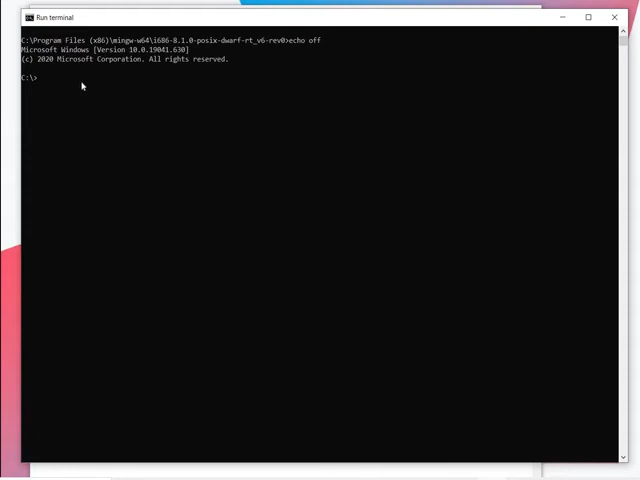 Run terminal
C:\Program Files (x86)\mingw-w64\i686-8.1.0-posix-dwarf-rt_v6-rev0>echo off
Microsoft Windows [Version 10.0.19041.630]
(c) 2020 Microsoft Corporation. All rights reserved.
C:\>